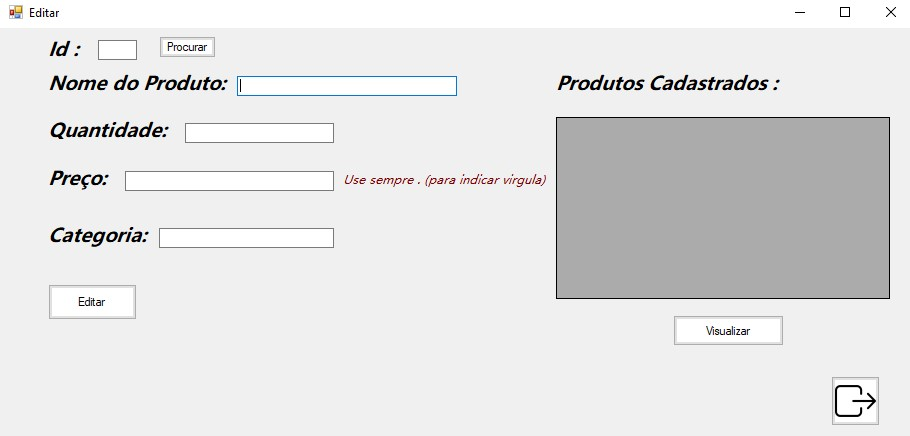 Editar
Id :
Procurar
Nome do Produto:
Produtos Cadastrados :
Quantidade:
Preço:
Use sempre . (para indicar virgula)
Categoria:
Editar
Visualizar